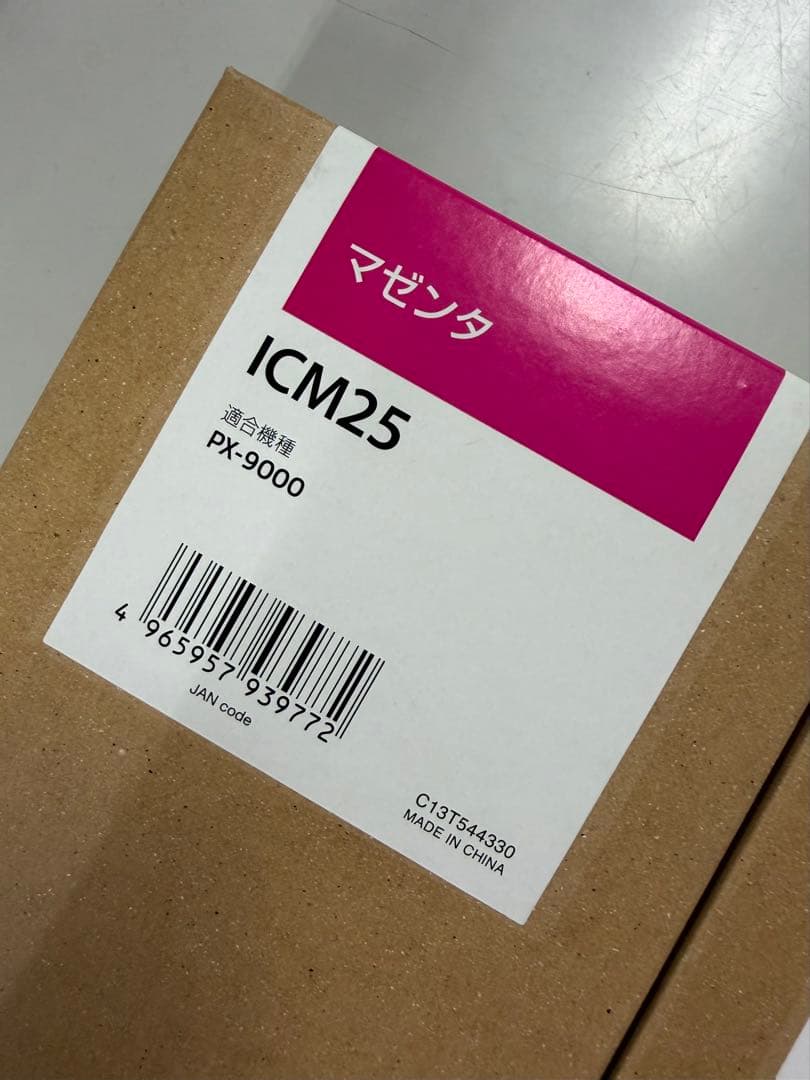 マゼンタ
ICM25
適合機種
PX-9000
4 965957 939772
JAN code
C13T544330
MADE IN CHINA